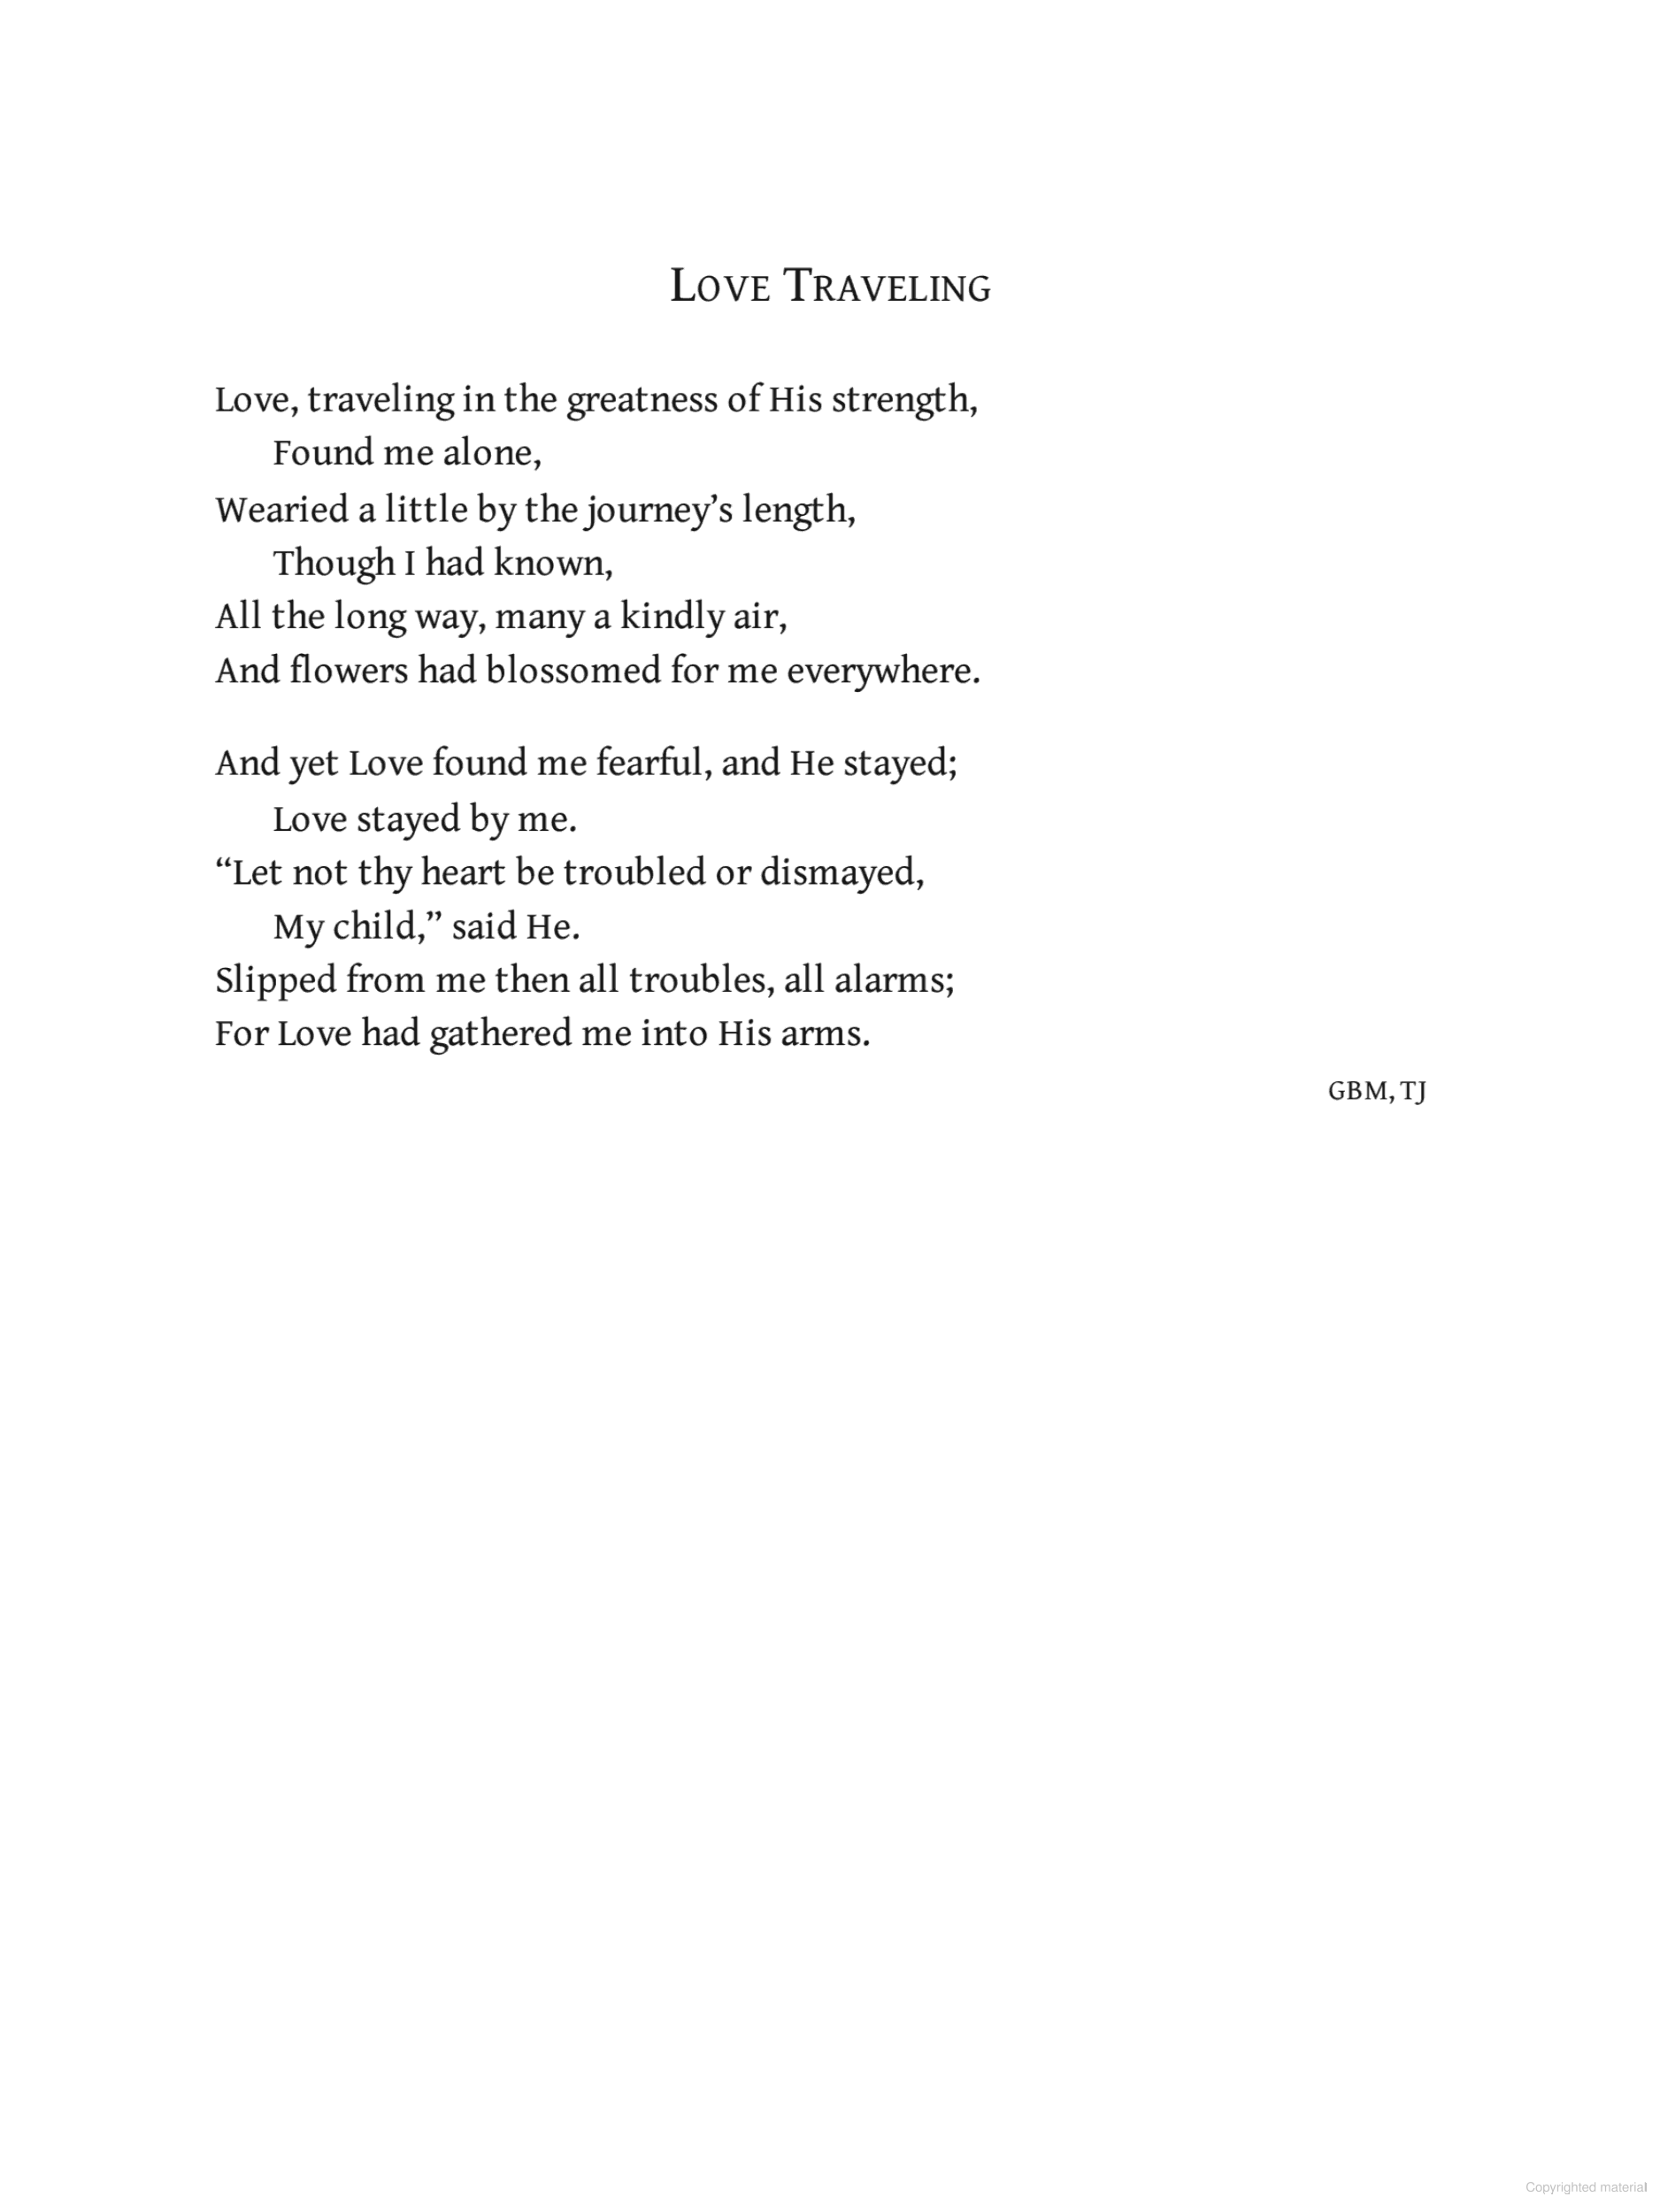 LOVE TRAVELING
Love, traveling in the greatness of His strength,
Found me alone,
Wearied a little by the journey’s length,
Though I had known,
All the long way, many a kindly air,
And flowers had blossomed for me everywhere.
And yet Love found me fearful, and He stayed;
Love stayed by me.
“Let not thy heart be troubled or dismayed,
My child,” said He.
Slipped from me then all troubles, all alarms;
For Love had gathered me into His arms.
GBM, TJ
Copyrighted material